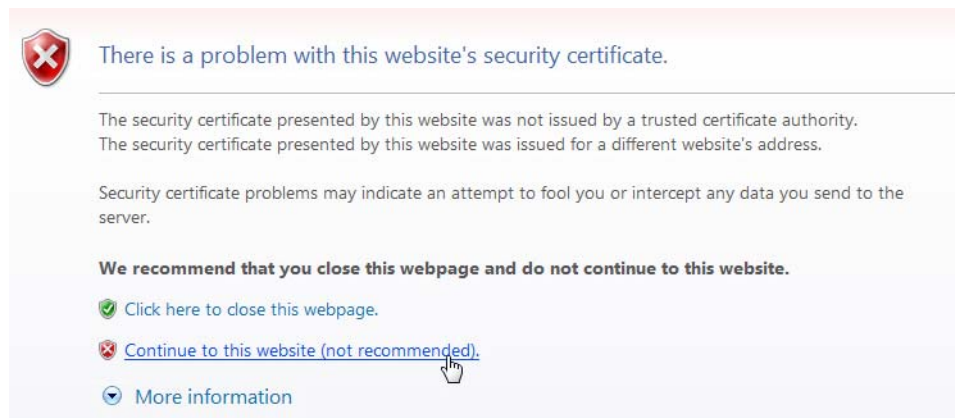 There is a problem with this website's security certificate.
The security certificate presented by this website was not issued by a trusted certificate authority.
The security certificate presented by this website was issued for a different website's address.
Security certificate problems may indicate an attempt to fool you or intercept any data you send to the
server.
We recommend that you close this webpage and do not continue to this website.
Click here to close this webpage.
Continue to this website (not recommended).
More information